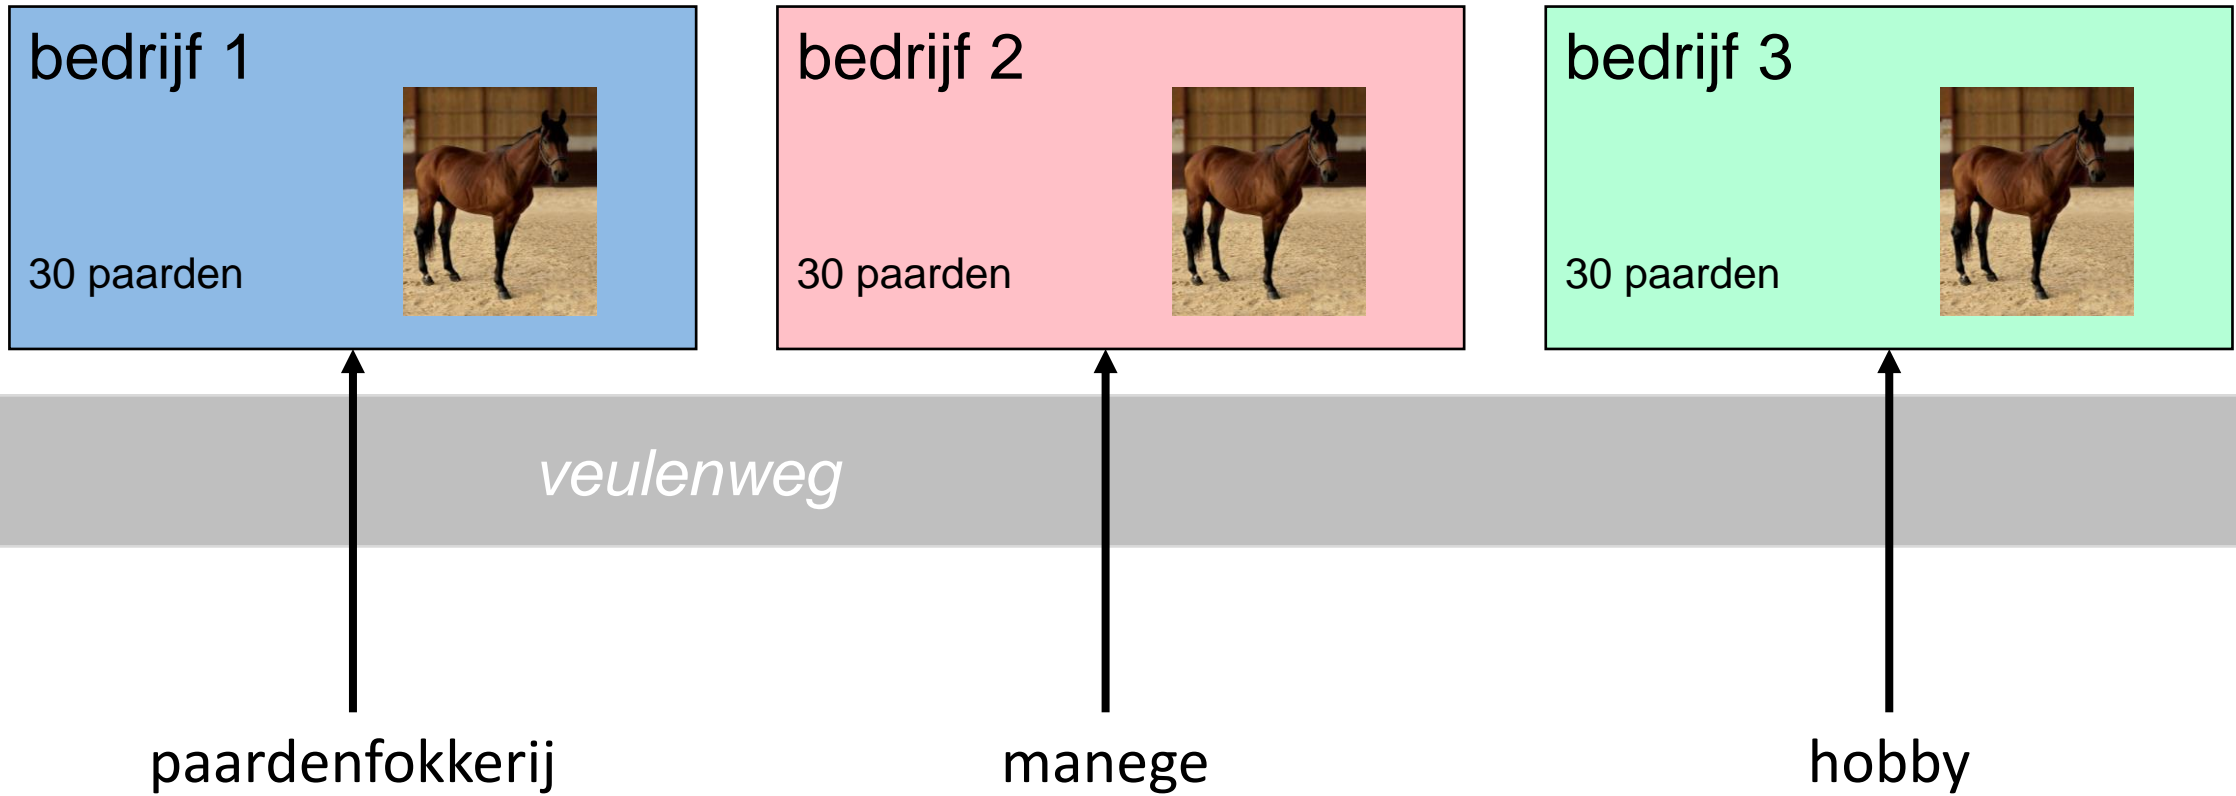 bedrijf 1
30 paarden
bedrijf 2
30 paarden
bedrijf 3
30 paarden
veulenweg
paardenfokkerij
manege
hobby